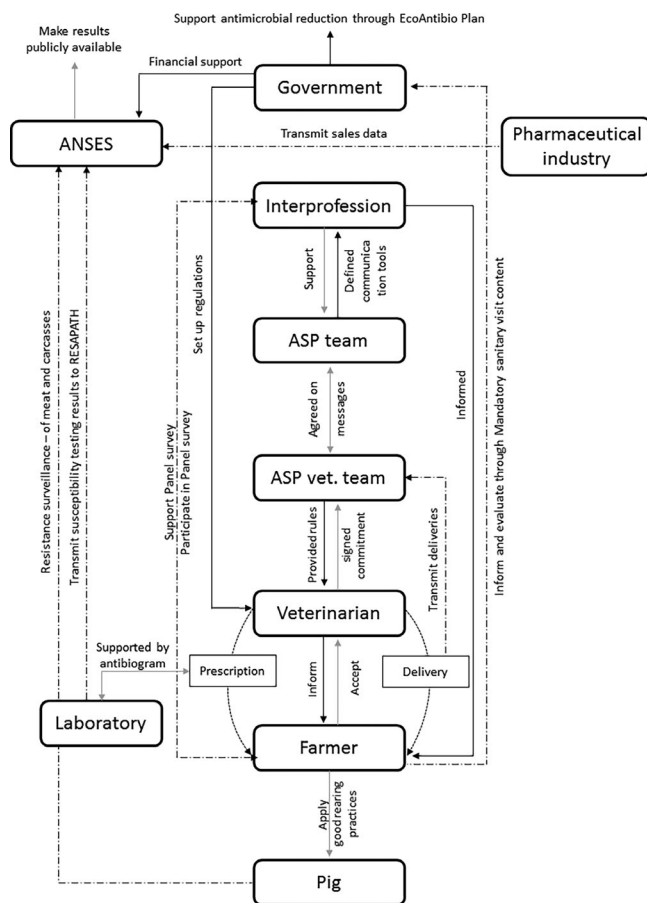 Support antimicrobial reduction through EcoAntibio Plan
Make results
publicly available
Financial support
Government
ANSES
Transmit sales data
Pharmaceutical
industry
Interprofession
Support
Defined
communica
tion tools
Set up regulations
ASP team
Agreed on
messages
Informed
Inform and evaluate through Mandatory sanitary visit content
Resistance surveillance – of meat and carcasses
Transmit susceptibility testing results to RESAPATH
Support Panel survey
Participate in Panel survey
ASP vet. team
Provided rules
signed
commitment
Transmit deliveries
Veterinarian
Supported by
antibiogram
Prescription
Inform
Accept
Delivery
Laboratory
Farmer
Apply
good rearing
practices
Pig